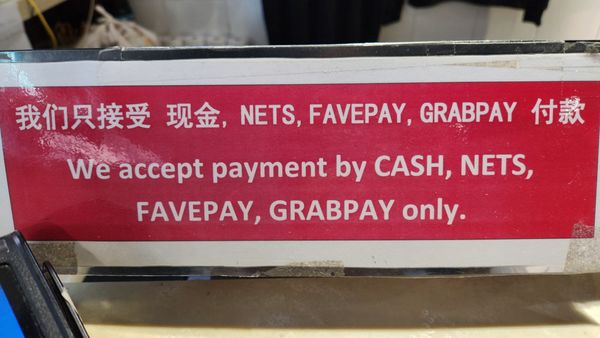 我们只接受 现金, NETS, FAVEPAY, GRABPAY 付款
We accept payment by CASH, NETS,
FAVEPAY, GRABPAY only.